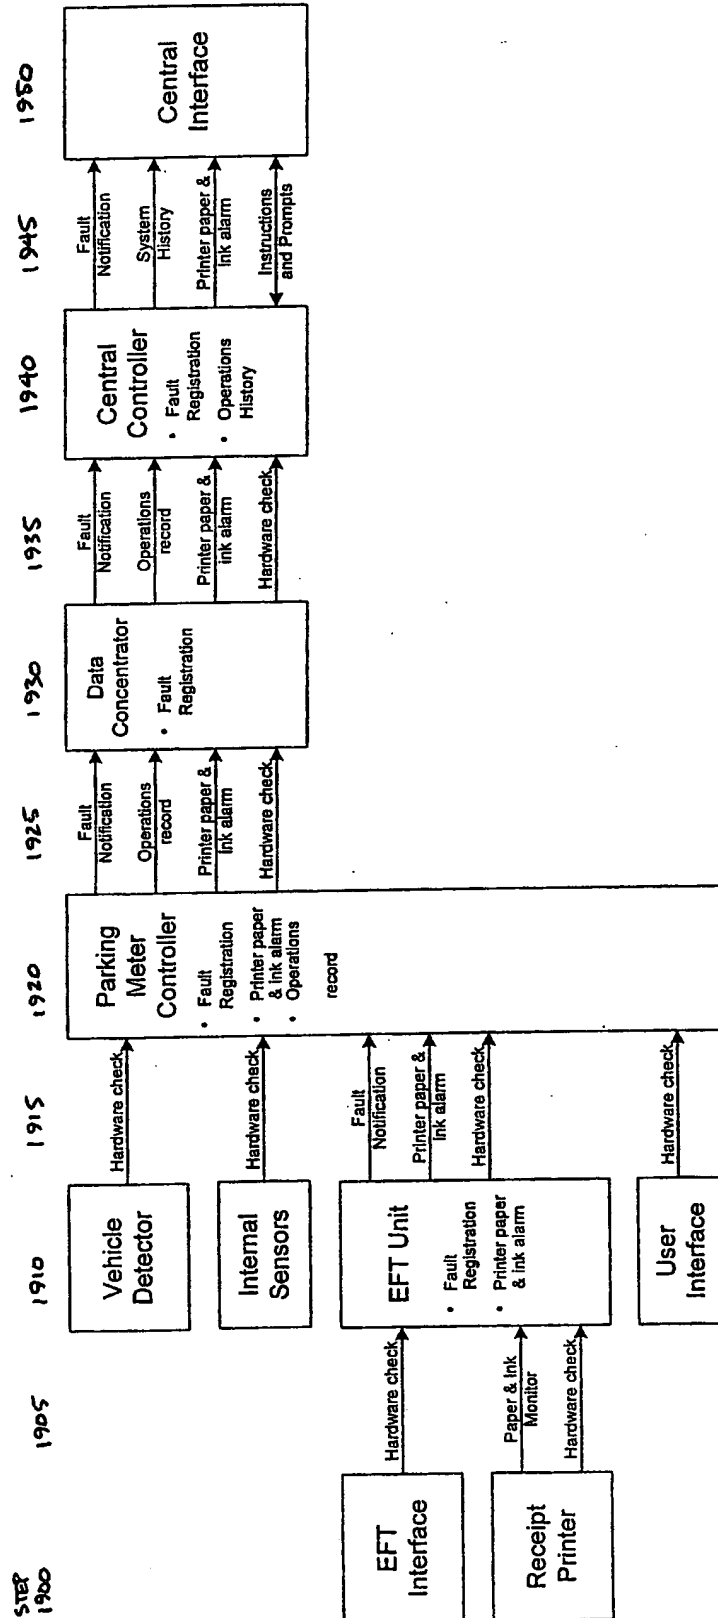 STEP
1900
1905
1910
1915
1920
1925
1930
1935
1940
1945
1950
EFT
Interface
Receipt
Printer
Hardware check
Paper & Ink
Monitor
Hardware check
Vehicle
Detector
Internal
Sensors
EFT Unit
• Fault
Registration
• Printer paper
& ink alarm
User
Interface
Hardware check
Hardware check
Fault
Notification
Printer paper &
Ink alarm
Hardware check
Hardware check
Parking
Meter
Controller
• Fault
Registration
• Printer paper
& ink alarm
• Operations
record
Fault
Notification
Operations
record
Printer paper &
Ink alarm
Hardware check
Data
Concentrator
• Fault
Registration
Fault
Notification
Operations
record
Printer paper &
ink alarm
Hardware check
Central
Controller
• Fault
Registration
• Operations
History
Fault
Notification
System
History
Printer paper &
Ink alarm
Instructions
and Prompts
Central
Interface